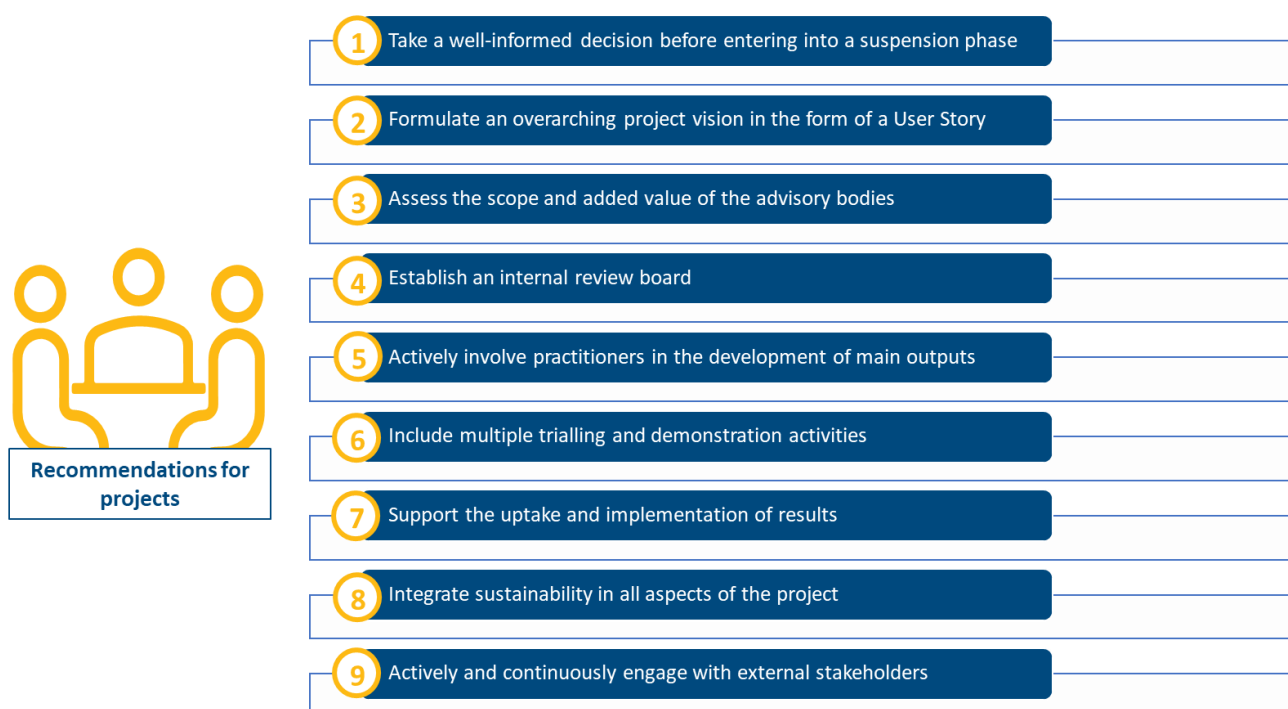 1
Take a well-informed decision before entering into a suspension phase
2
Formulate an overarching project vision in the form of a User Story
3
Assess the scope and added value of the advisory bodies
4
Establish an internal review board
5
Actively involve practitioners in the development of main outputs
6
Include multiple trialling and demonstration activities
7
Support the uptake and implementation of results
8
Integrate sustainability in all aspects of the project
9
Actively and continuously engage with external stakeholders
Recommendations for
projects